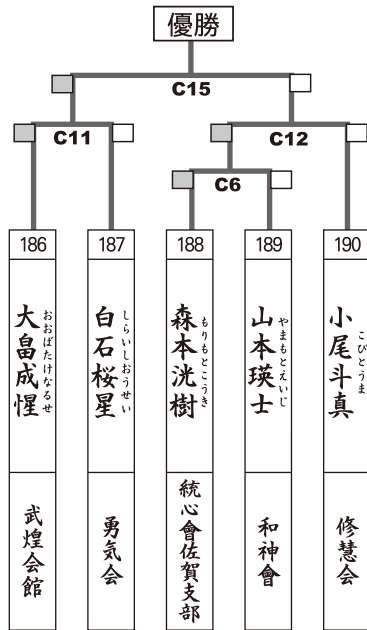 優勝
C15
C11
C12
C6
186
187
188
189
190
大畠成惺
おおばたけなるせ
白石桜星
しらいしおうせい
森本洸樹
もりもとこうき
山本瑛士
やまもとえいじ
小尾斗真
こびとうま
武煌会館
勇気会
統心會佐賀支部
和神會
修慧会